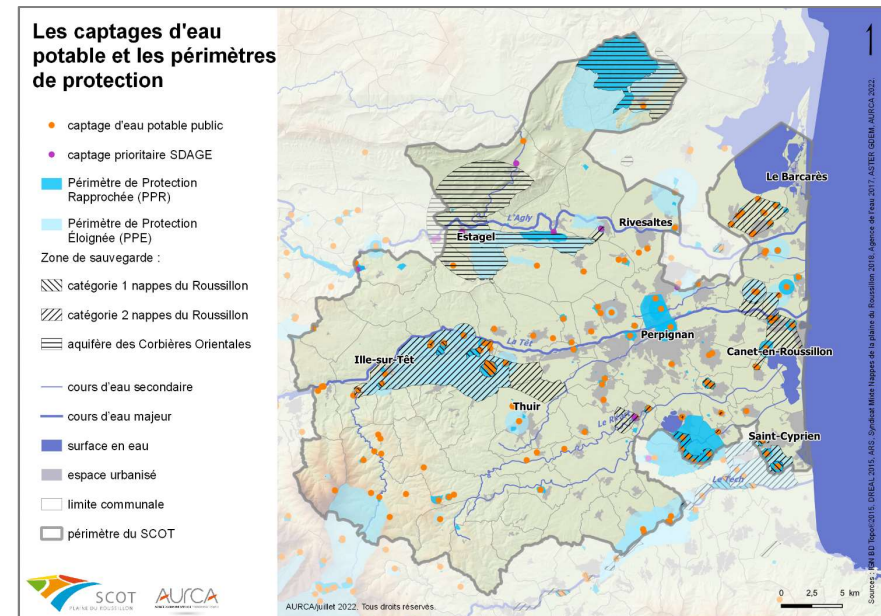 Les captages d'eau
potable et les périmètres
de protection
captage d'eau potable public
captage prioritaire SDAGE
Périmètre de Protection
Rapprochée (PPR)
Périmètre de Protection
Éloignée (PPE)
Zone de sauvegarde :
catégorie 1 nappes du Roussillon
catégorie 2 nappes du Roussillon
aquifère des Corbières Orientales
cours d'eau secondaire
cours d'eau majeur
surface en eau
espace urbanisé
limite communale
périmètre du SCOT
SCOT
PLAINE DU ROUSSILLON
AURCA
Le Barcarès
L'Agly
Rivesaltes
Estagel
La Têt
Perpignan
Ille-sur-Têt
Canet-en-Roussillon
Thuir
Saint-Cyprien
Le Tech
0 2,5 5 km
AURCA/juillet 2022. Tous droits réservés.